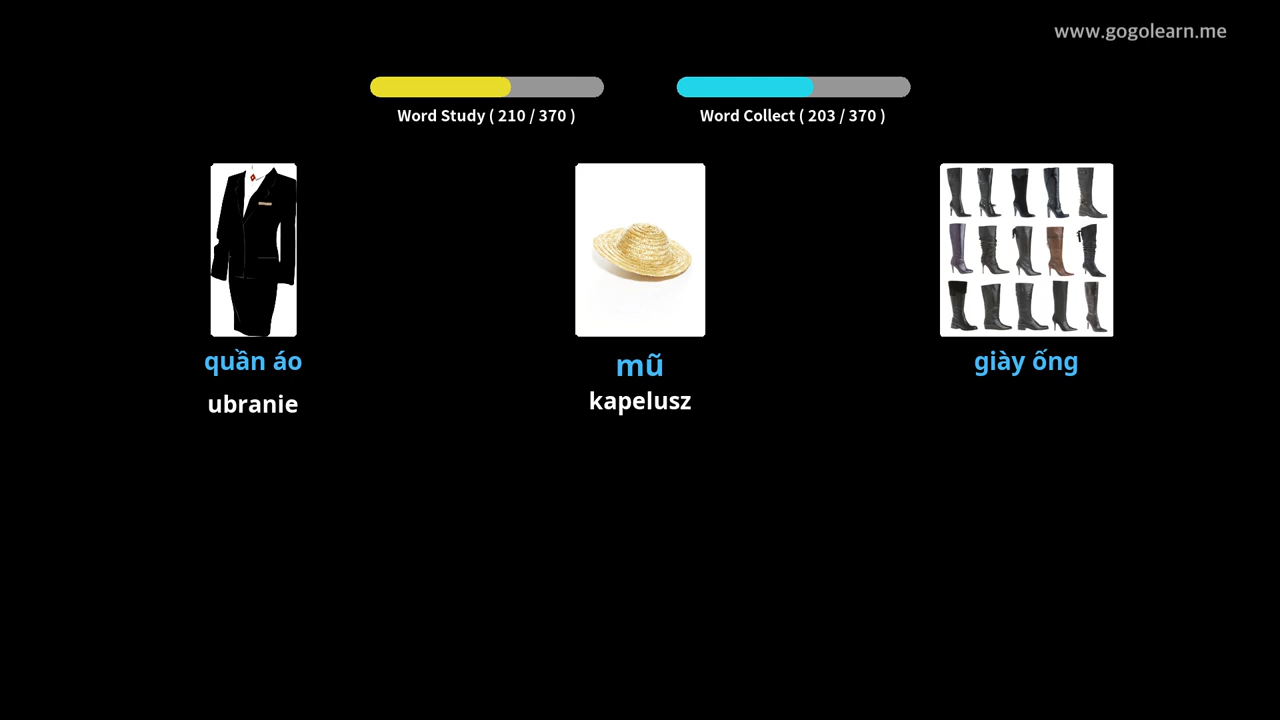 www.gogolearn.me
Word Study ( 210 / 370 )
Word Collect ( 203 / 370 )
quần áo
ubranie
mũ
kapelusz
giày ống